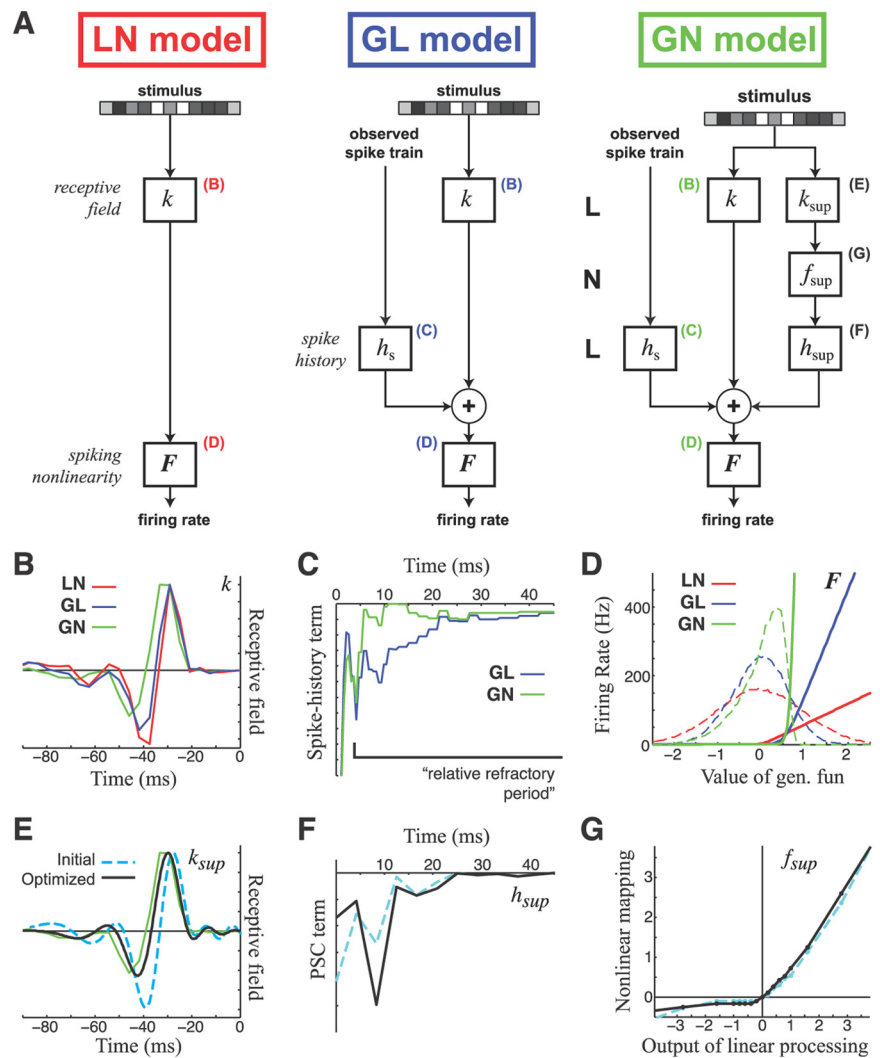 A
LN model
GL model
GN model
stimulus
stimulus
stimulus
observed
spike train
observed
spike train
receptive
field
k
(B)
k
(B)
(B)
k
k_sup
(E)
L
N
L
f_sup
(G)
spike
history
h_s
(C)
h_s
(C)
h_sup
(F)
+
+
spiking
nonlinearity
F
(D)
(D)
F
(D)
F
firing rate
firing rate
firing rate
B
k
LN
GL
GN
Receptive field
−80 −60 −40 −20 0
Time (ms)
C
Time (ms)
0 10 20 30 40
Spike-history term
GL
GN
“relative refractory
period”
D
LN
GL
GN
F
Firing Rate (Hz)
400
200
0
−2 −1 0 1 2
Value of gen. fun
E
Initial
Optimized
k_sup
Receptive field
−80 −60 −40 −20 0
Time (ms)
F
Time (ms)
0 10 20 30 40
PSC term
h_sup
G
f_sup
Nonlinear mapping
3
2
1
0
−3 −2 −1 0 1 2 3
Output of linear processing